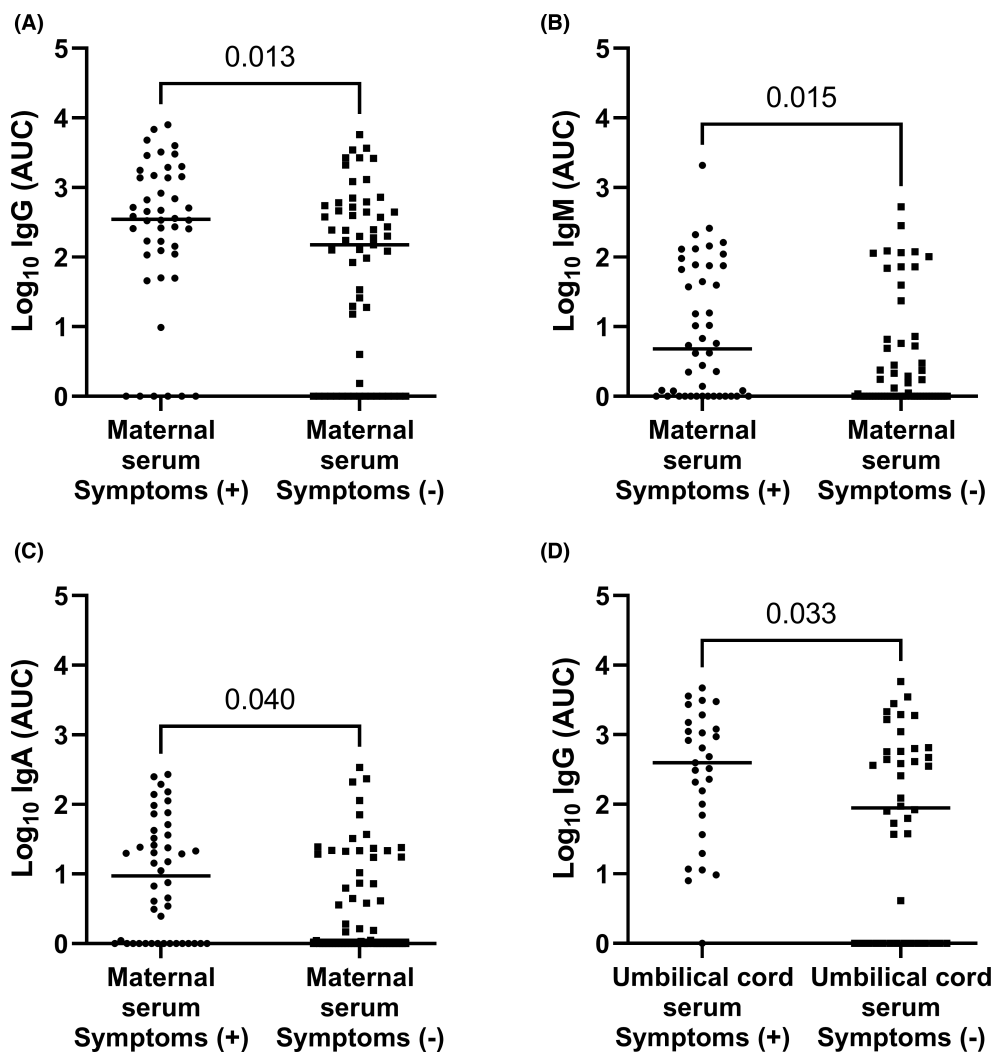 (A)
5
4
3
2
1
0
Log10 IgG (AUC)
0.013
Maternal
serum
Symptoms (+)
Maternal
serum
Symptoms (-)
(B)
5
4
3
2
1
0
Log10 IgM (AUC)
0.015
Maternal
serum
Symptoms (+)
Maternal
serum
Symptoms (-)
(C)
5
4
3
2
1
0
Log10 IgA (AUC)
0.040
Maternal
serum
Symptoms (+)
Maternal
serum
Symptoms (-)
(D)
5
4
3
2
1
0
Log10 IgG (AUC)
0.033
Umbilical cord
serum
Symptoms (+)
Umbilical cord
serum
Symptoms (-)